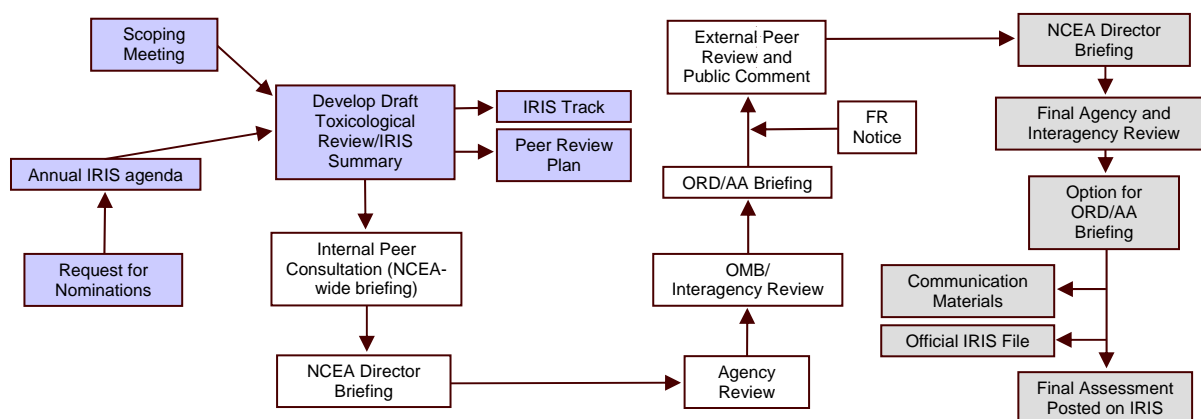 Scoping
Meeting
Annual IRIS agenda
Request for
Nominations
Develop Draft
Toxicological
Review/IRIS
Summary
IRIS Track
Peer Review
Plan
Internal Peer
Consultation (NCEA-
wide briefing)
NCEA Director
Briefing
Agency
Review
OMB/
Interagency Review
ORD/AA Briefing
FR
Notice
External Peer
Review and
Public Comment
NCEA Director
Briefing
Final Agency and
Interagency Review
Option for
ORD/AA
Briefing
Communication
Materials
Official IRIS File
Final Assessment
Posted on IRIS